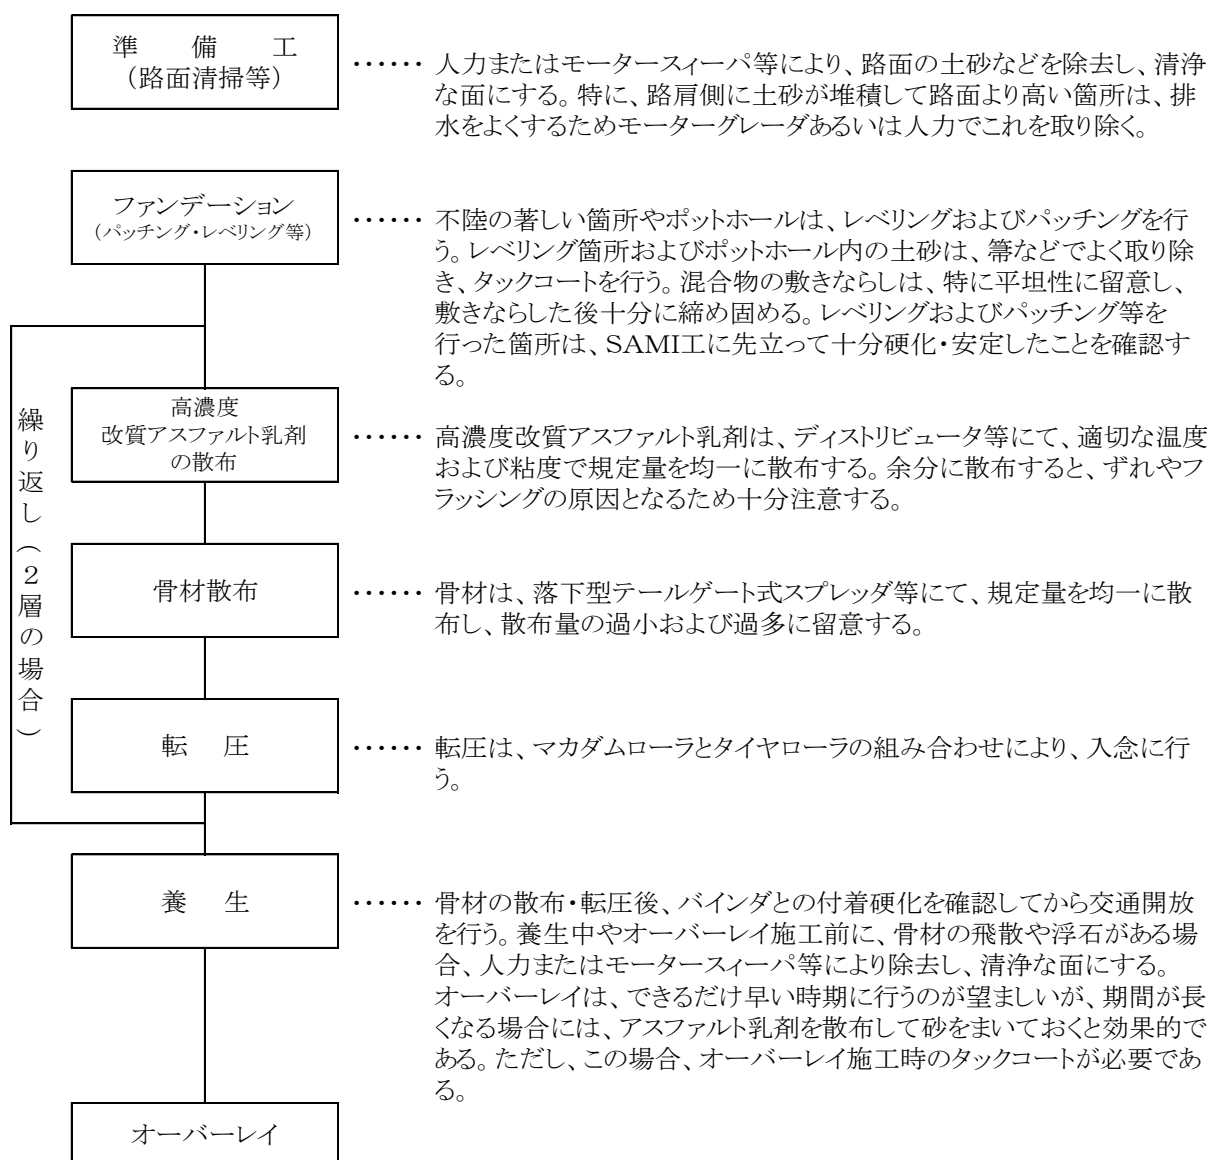 準　備　工
（路面清掃等）
・・・・・・ 人力またはモータースィーパ等により、路面の土砂などを除去し、清浄
な面にする。特に、路肩側に土砂が堆積して路面より高い箇所は、排
水をよくするためモーターグレーダあるいは人力でこれを取り除く。
ファンデーション
（パッチング・レベリング等）
・・・・・・ 不陸の著しい箇所やポットホールは、レベリングおよびパッチングを行
う。レベリング箇所およびポットホール内の土砂は、箒などでよく取り除
き、タックコートを行う。混合物の敷きならしは、特に平坦性に留意し、
敷きならした後十分に締め固める。レベリングおよびパッチング等を
行った箇所は、SAMI工に先立って十分硬化・安定したことを確認す
る。
繰り返し（２層の場合）
高濃度
改質アスファルト乳剤
の散布
・・・・・・ 高濃度改質アスファルト乳剤は、ディストリビュータ等にて、適切な温度
および粘度で規定量を均一に散布する。余分に散布すると、ずれやフ
ラッシングの原因となるため十分注意する。
骨材散布
・・・・・・ 骨材は、落下型テールゲート式スプレッダ等にて、規定量を均一に散
布し、散布量の過小および過多に留意する。
転　圧
・・・・・・ 転圧は、マカダムローラとタイヤローラの組み合わせにより、入念に行
う。
養　生
・・・・・・ 骨材の散布・転圧後、バインダとの付着硬化を確認してから交通開放
を行う。養生中やオーバーレイ施工前に、骨材の飛散や浮石がある場
合、人力またはモータースィーパ等により除去し、清浄な面にする。
オーバーレイは、できるだけ早い時期に行うのが望ましいが、期間が長
くなる場合には、アスファルト乳剤を散布して砂をまいておくと効果的で
ある。ただし、この場合、オーバーレイ施工時のタックコートが必要であ
る。
オーバーレイ